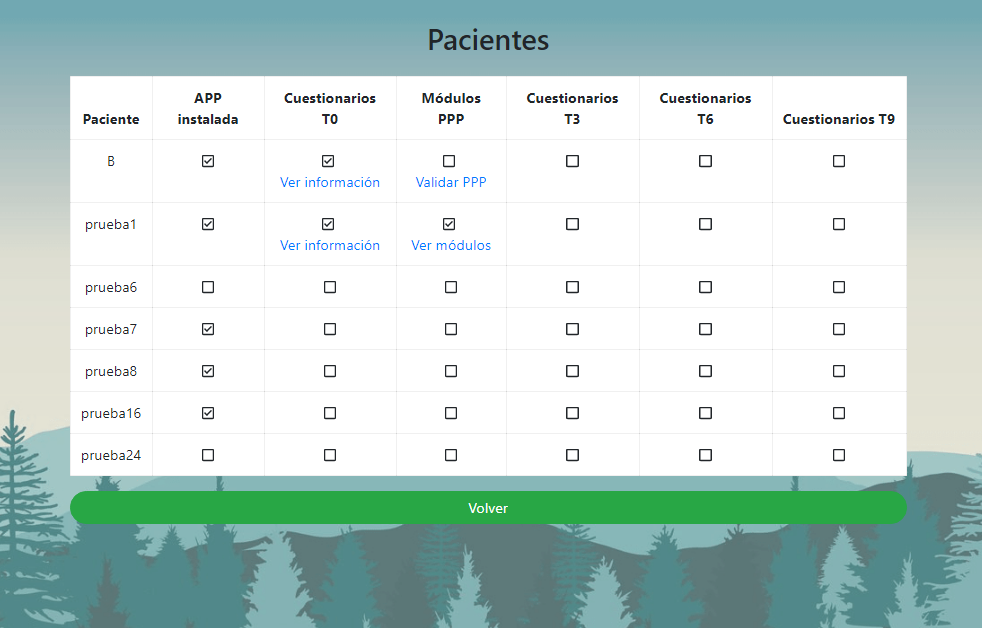 Pacientes
APP Cuestionarios Módulos Cuestionarios Cuestionarios
Paciente instalada T0 PPP T3 T6 Cuestionarios T9
B
Ver información Validar PPP
prueba1
Ver información Ver módulos
prueba6
prueba7
prueba8
prueba16
prueba24
Volver